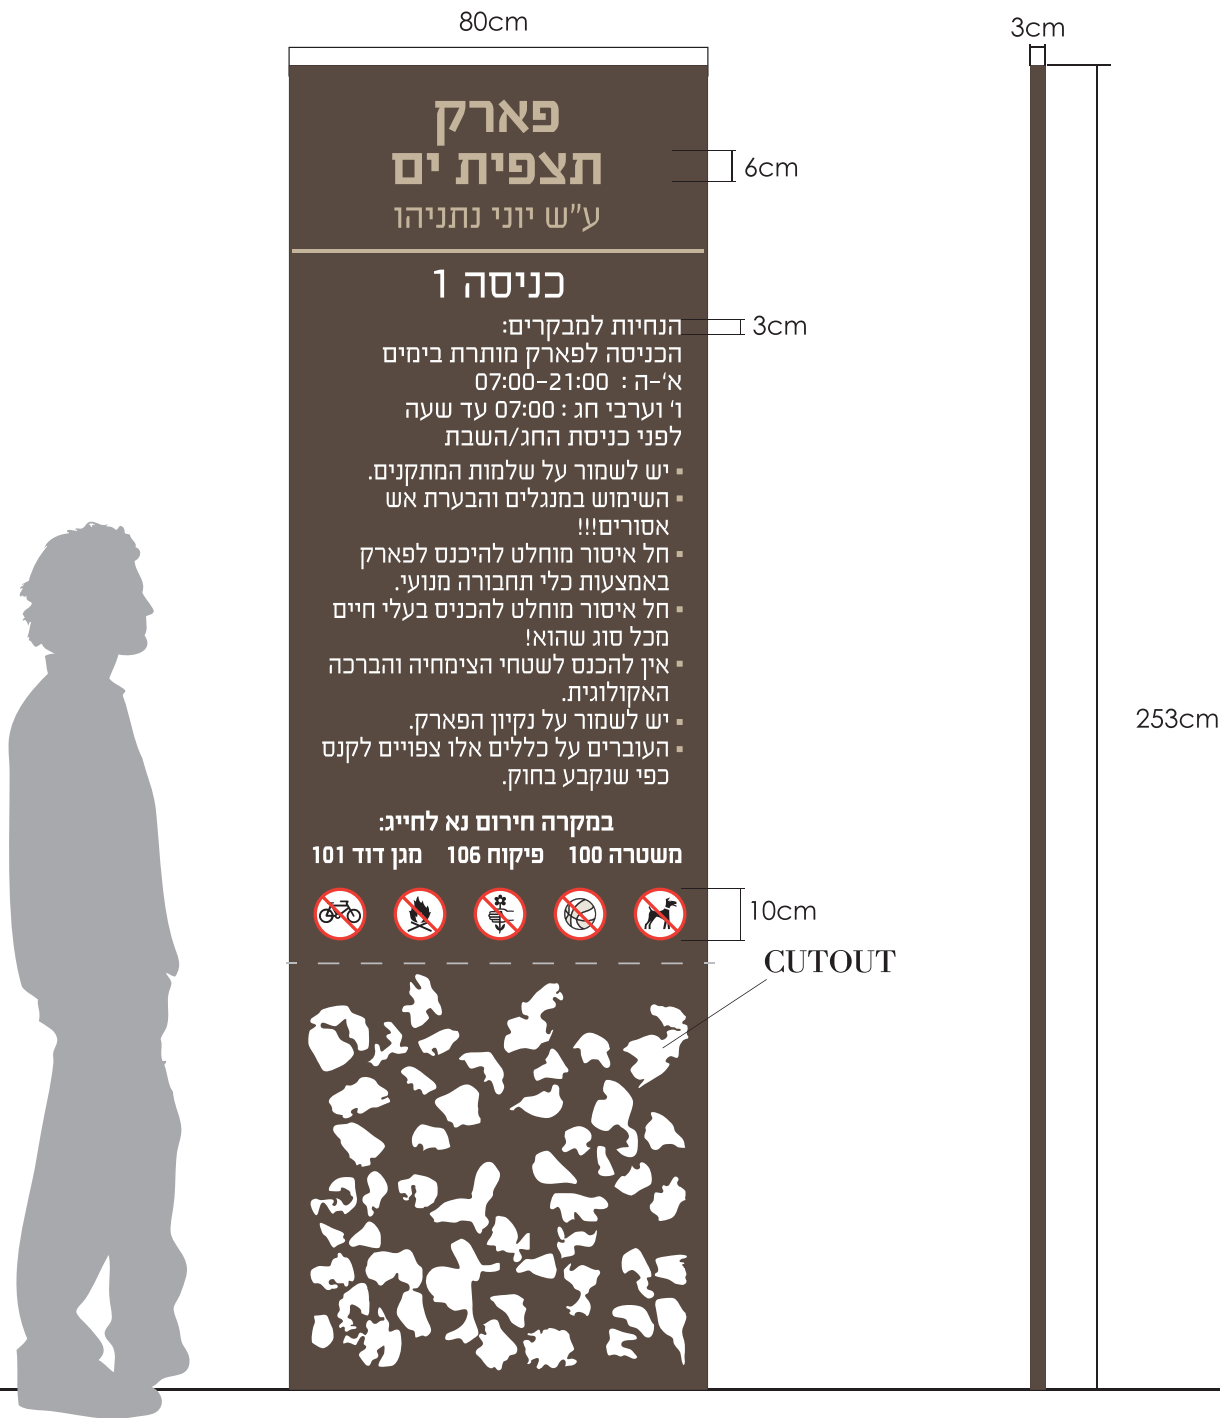 80cm
3cm
פארק
תצפית ים
6cm
ע"ש יוני נתניהו
כניסה 1
הנחיות למבקרים:
3cm
הכניסה לפארק מותרת בימים
א'-ה : 07:00-21:00
ו' וערבי חג : 07:00 עד שעה
לפני כניסת החג/השבת
▪ יש לשמור על שלמות המתקנים.
▪ השימוש במנגלים והבערת אש
אסורים!!!
▪ חל איסור מוחלט להיכנס לפארק
באמצעות כלי תחבורה מנועי.
▪ חל איסור מוחלט להכניס בעלי חיים
מכל סוג שהוא!
▪ אין להכנס לשטחי הצימחיה והברכה
האקולוגית.
▪ יש לשמור על נקיון הפארק.
253cm
▪ העוברים על כללים אלו צפויים לקנס
כפי שנקבע בחוק.
במקרה חירום נא לחייג:
משטרה 100 פיקוח 106 מגן דוד 101
10cm
CUTOUT